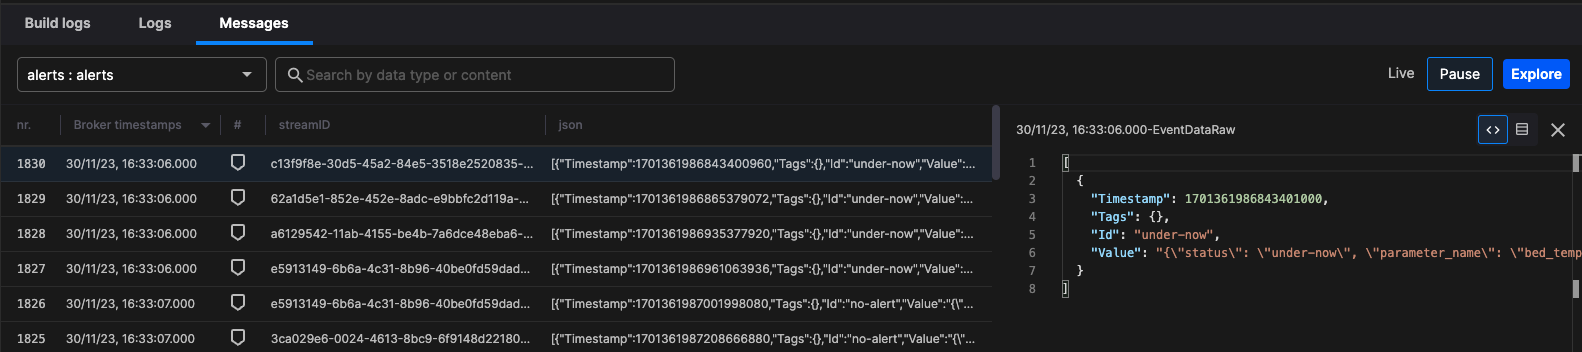 Build logs Logs Messages
alerts : alerts Search by data type or content Live Pause Explore
nr. Broker timestamps # streamID json
1830 30/11/23, 16:33:06.000 c13f9f8e-30d5-45a2-84e5-3518e2520835-... [{"Timestamp":1701361986843400960,"Tags":{},"Id":"under-now","Value":...
1829 30/11/23, 16:33:06.000 62a1d5e1-852e-452e-8adc-e9bbfc2d119a-... [{"Timestamp":1701361986865379072,"Tags":{},"Id":"under-now","Value":...
1828 30/11/23, 16:33:06.000 a6129542-11ab-4155-be4b-7a6dce48eba6-... [{"Timestamp":1701361986935377920,"Tags":{},"Id":"under-now","Value":...
1827 30/11/23, 16:33:06.000 e5913149-6b6a-4c31-8b96-40be0fd59dad... [{"Timestamp":1701361986961063936,"Tags":{},"Id":"under-now","Value":...
1826 30/11/23, 16:33:07.000 e5913149-6b6a-4c31-8b96-40be0fd59dad... [{"Timestamp":1701361987001998080,"Tags":{},"Id":"no-alert","Value":"{\"...
1825 30/11/23, 16:33:07.000 3ca029e6-0024-4613-8bc9-6f9148d22180... [{"Timestamp":1701361987208666880,"Tags":{},"Id":"no-alert","Value":"{\"...
30/11/23, 16:33:06.000-EventDataRaw
1 [
2 {
3 "Timestamp": 1701361986843401000,
4 "Tags": {},
5 "Id": "under-now",
6 "Value": "{\"status\": \"under-now\", \"parameter_name\": \"bed_temp
7 }
8 ]